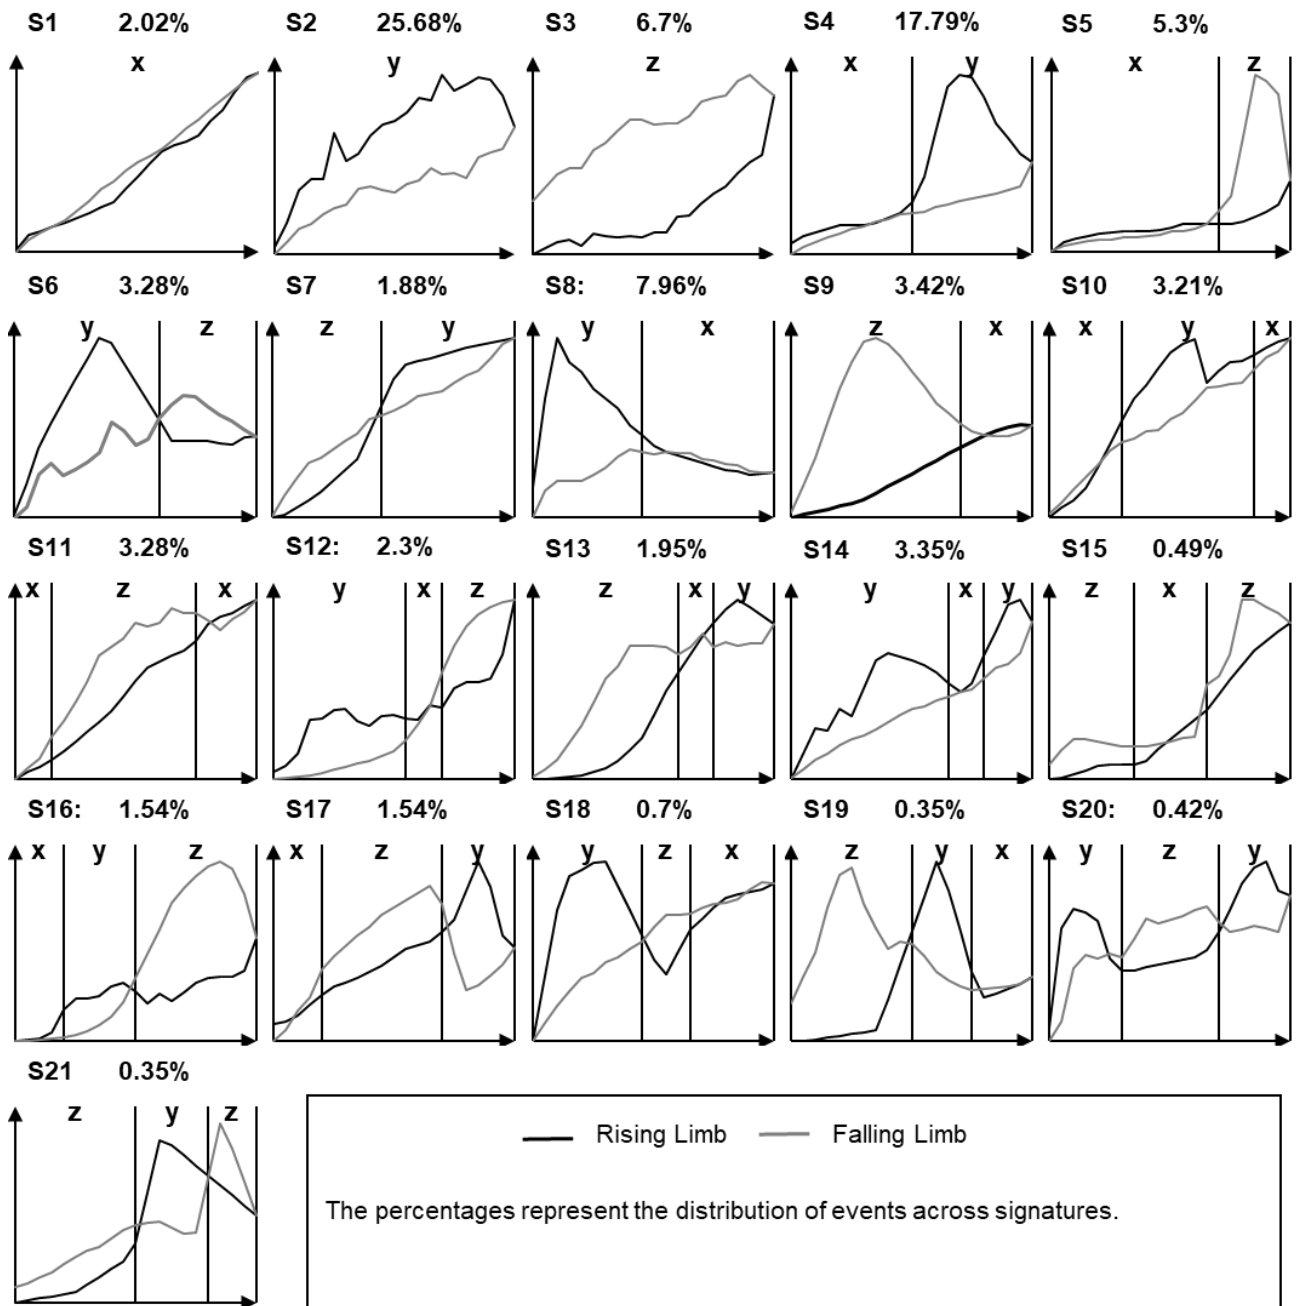 S1 2.02% S2 25.68% S3 6.7% S4 17.79% S5 5.3%
x y z x y x z
S6 3.28% S7 1.88% S8: 7.96% S9 3.42% S10 3.21%
y z z y y x z x x y x
S11 3.28% S12: 2.3% S13 1.95% S14 3.35% S15 0.49%
x z x y x z z x y y x y z x z
S16: 1.54% S17 1.54% S18 0.7% S19 0.35% S20: 0.42%
x y z x z y y z x z y x y z y
S21 0.35%
z y z
Rising Limb Falling Limb
The percentages represent the distribution of events across signatures.